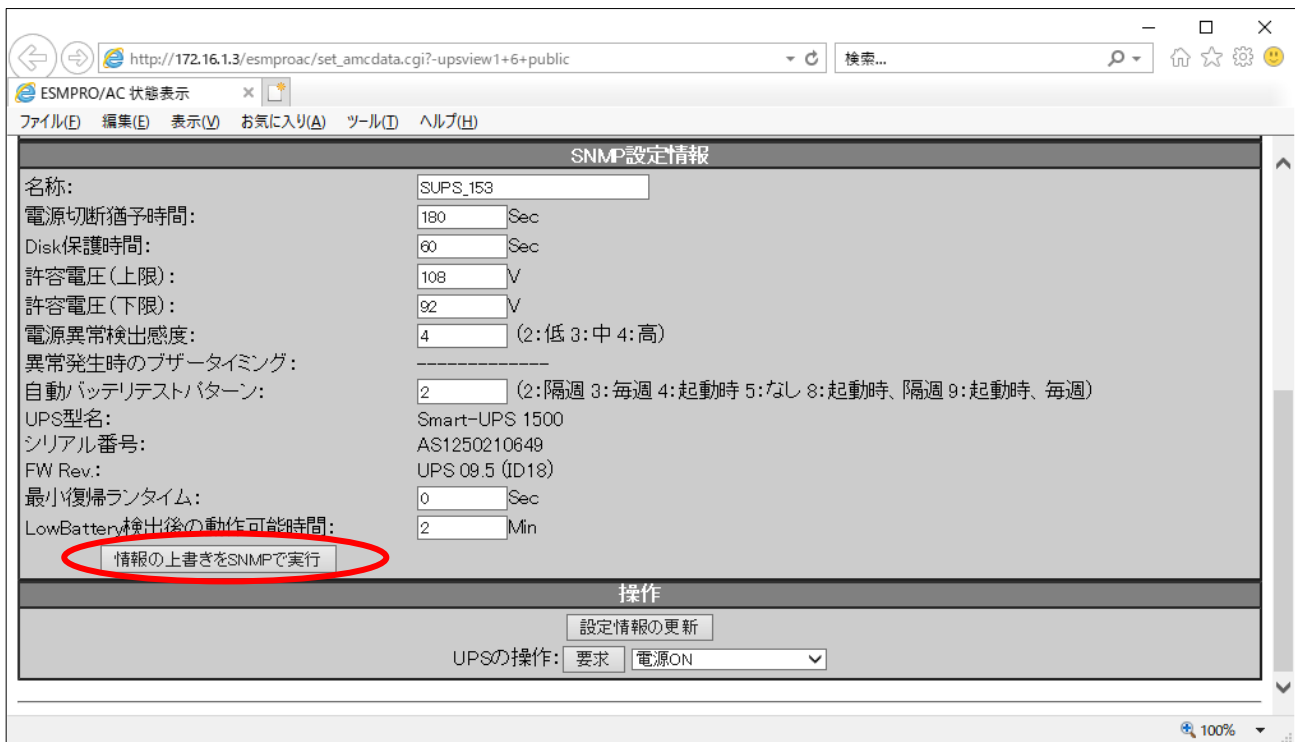 http://172.16.1.3/esmproac/set_amcdata.cgi?-upsview1+6+public
検索...
ESMPRO/AC 状態表示
ファイル(F) 編集(E) 表示(V) お気に入り(A) ツール(T) ヘルプ(H)
SNMP設定情報
名称: SUPS_153
電源切断猶予時間: 180 Sec
Disk保護時間: 60 Sec
許容電圧(上限): 108 V
許容電圧(下限): 92 V
電源異常検出感度: 4 (2:低 3:中 4:高)
異常発生時のブザータイミング: -------------
自動バッテリテストパターン: 2 (2:隔週 3:毎週 4:起動時 5:なし 8:起動時、隔週 9:起動時、毎週)
UPS型名: Smart-UPS 1500
シリアル番号: AS1250210649
FW Rev.: UPS 09.5 (ID18)
最小復帰ランタイム: 0 Sec
LowBattery検出後の動作可能時間: 2 Min
情報の上書きをSNMPで実行
操作
設定情報の更新
UPSの操作: 要求 電源ON
100%